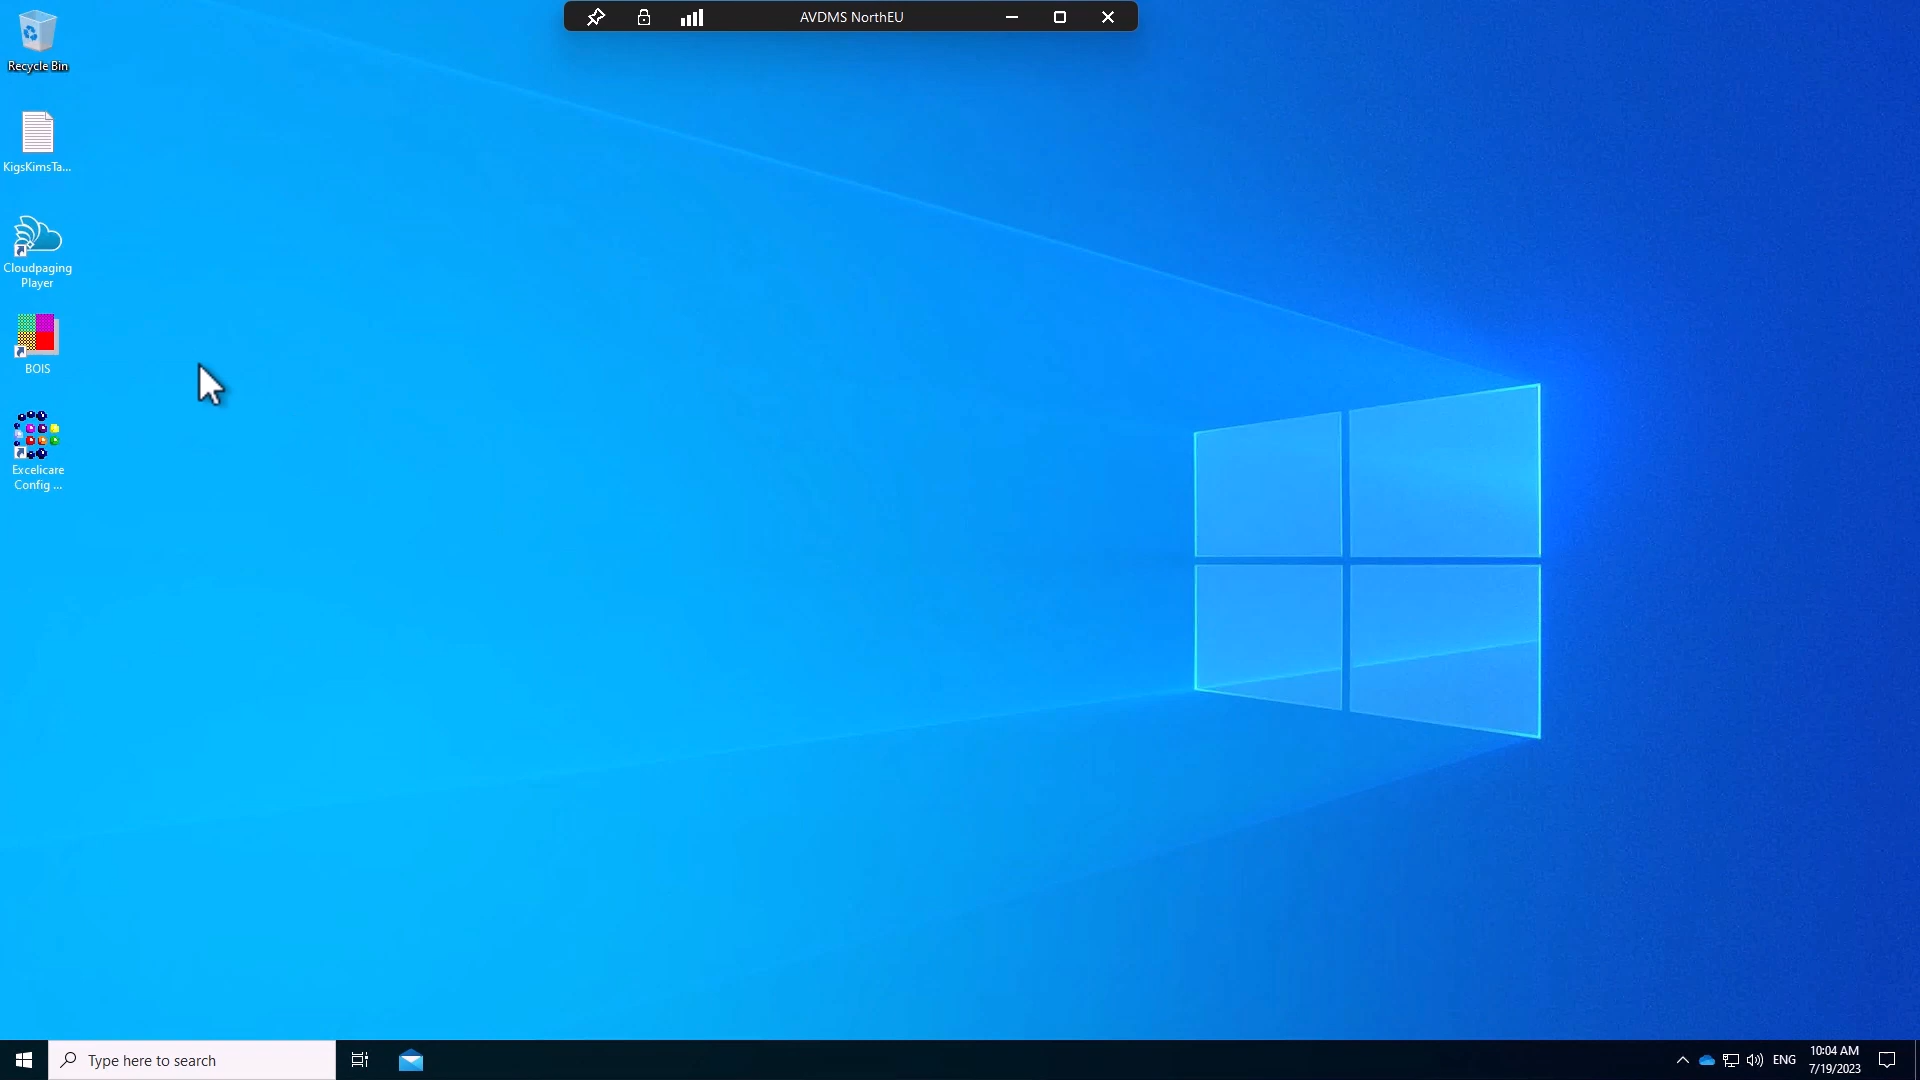 AVDMS NorthEU
Recycle Bin
KigsKimsTa...
Cloudpaging
Player
BOIS
Excelicare
Config ...
Type here to search
ENG
10:04 AM
7/19/2023